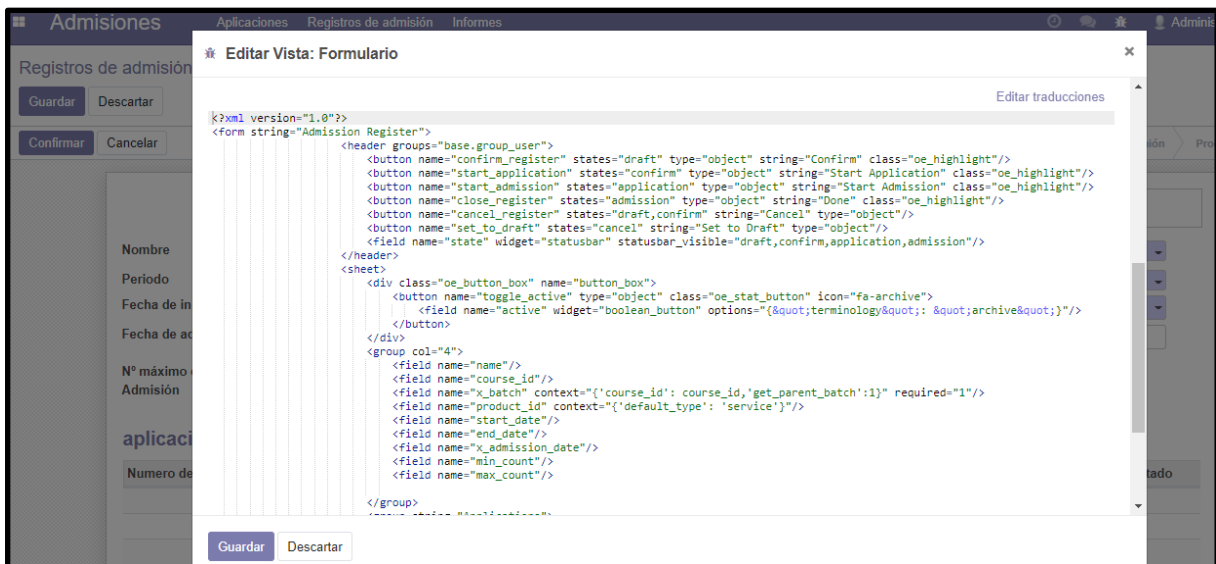 Admisiones Aplicaciones Registros de admisión Informes Adminis
Editar Vista: Formulario ×
Registros de admisión
Guardar Descartar
Editar traducciones
Confirmar Cancelar
<?xml version="1.0"?>
<form string="Admission Register">
<header groups="base.group_user">
<button name="confirm_register" states="draft" type="object" string="Confirm" class="oe_highlight"/>
<button name="start_application" states="confirm" type="object" string="Start Application" class="oe_highlight"/>
<button name="start_admission" states="application" type="object" string="Start Admission" class="oe_highlight"/>
<button name="close_register" states="admission" type="object" string="Done" class="oe_highlight"/>
<button name="cancel_register" states="draft,confirm" string="Cancel" type="object"/>
<button name="set_to_draft" states="cancel" string="Set to Draft" type="object"/>
<field name="state" widget="statusbar" statusbar_visible="draft,confirm,application,admission"/>
</header>
<sheet>
<div class="oe_button_box" name="button_box">
<button name="toggle_active" type="object" class="oe_stat_button" icon="fa-archive">
<field name="active" widget="boolean_button" options="{&quot;terminology&quot;: &quot;archive&quot;}"/>
</button>
</div>
<group col="4">
<field name="name"/>
<field name="course_id"/>
<field name="x_batch" context="{'course_id': course_id,'get_parent_batch':1}" required="1"/>
<field name="product_id" context="{'default_type': 'service'}"/>
<field name="start_date"/>
<field name="end_date"/>
<field name="x_admission_date"/>
<field name="min_count"/>
<field name="max_count"/>
</group>
Nombre
Periodo
Fecha de in
Fecha de ad
Nº máximo
Admisión
aplicaci
Numero de
tado
ión Pro
Guardar Descartar